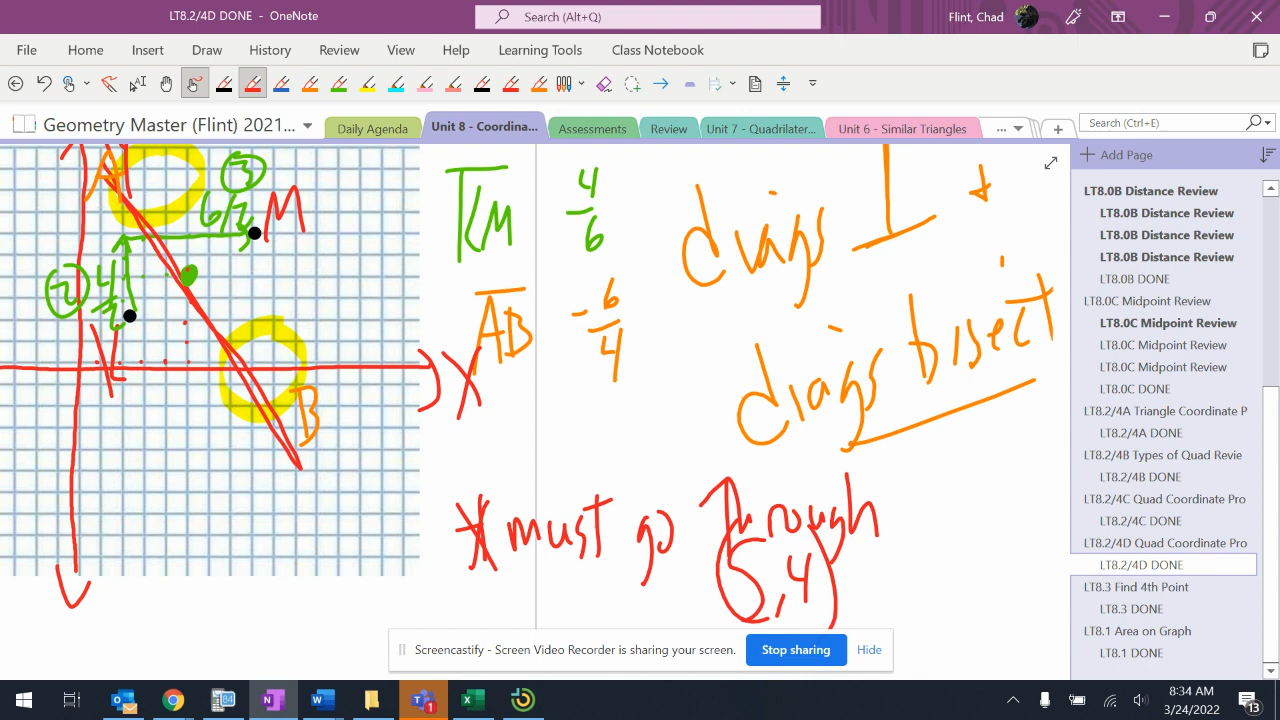 LT8.2/4D DONE - OneNote
Search (Alt+Q)
Flint, Chad
File Home Insert Draw History Review View Help Learning Tools Class Notebook
Geometry Master (Flint) 2021...
Daily Agenda
Unit 8 - Coordina...
Assessments
Review
Unit 7 - Quadrilater...
Unit 6 - Similar Triangles
...
Search (Ctrl+E)
Add Page
LT8.0B Distance Review
LT8.0B Distance Review
LT8.0B Distance Review
LT8.0B Distance Review
LT8.0B DONE
LT8.0C Midpoint Review
LT8.0C Midpoint Review
LT8.0C Midpoint Review
LT8.0C Midpoint Review
LT8.0C DONE
LT8.2/4A Triangle Coordinate P
LT8.2/4A DONE
LT8.2/4B Types of Quad Revie
LT8.2/4B DONE
LT8.2/4C Quad Coordinate Pro
LT8.2/4C DONE
LT8.2/4D Quad Coordinate Pro
LT8.2/4D DONE
LT8.3 Find 4th Point
LT8.3 DONE
LT8.1 Area on Graph
LT8.1 DONE
A
3
6/2
M
2
4/2
X
B
4
6
AB
-6
4
diags ⊥
diags bisect
*must go through
5,4
Screencastify - Screen Video Recorder is sharing your screen.
Stop sharing
Hide
84
1
8:34 AM
3/24/2022
13